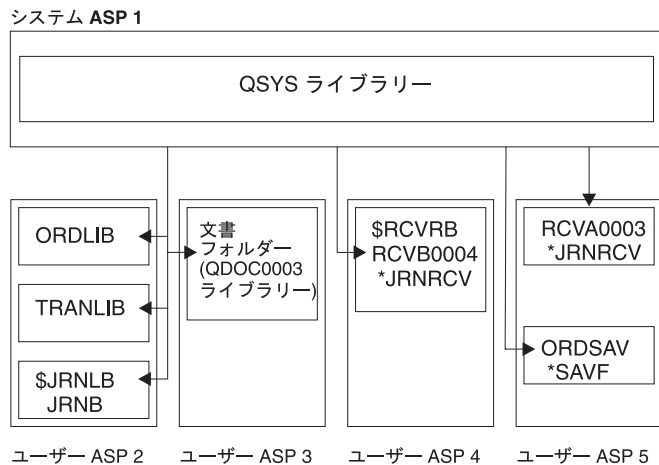 システム ASP 1
QSYS ライブラリー
ORDLIB
TRANLIB
$JRNLB
JRNB
文書
フォルダー
(QDOC0003
ライブラリー)
$RCVRB
RCVB0004
*JRNRCV
RCVA0003
*JRNRCV
ORDSAV
*SAVF
ユーザー ASP 2
ユーザー ASP 3
ユーザー ASP 4
ユーザー ASP 5